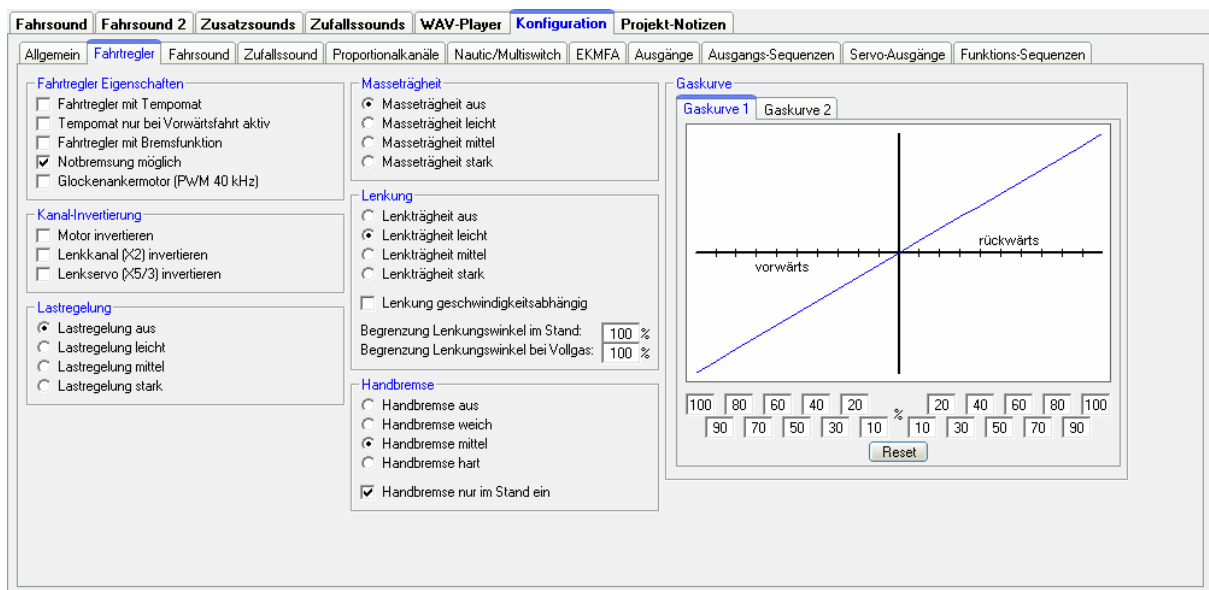 Fahrsound Fahrsound 2 Zusatzsounds Zufallssounds WAV-Player Konfiguration Projekt-Notizen
Allgemein Fahrtregler Fahrsound Zufallssound Proportionalkanäle Nautic/Multiswitch EKMFA Ausgänge Ausgangs-Sequenzen Servo-Ausgänge Funktions-Sequenzen
Fahrtregler Eigenschaften
Fahrtregler mit Tempomat
Tempomat nur bei Vorwärtsfahrt aktiv
Fahrtregler mit Bremsfunktion
Notbremsung möglich
Glockenankermotor (PWM 40 kHz)
Kanal-Invertierung
Motor invertieren
Lenkkanal (X2) invertieren
Lenkservo (X5/3) invertieren
Lastregelung
Lastregelung aus
Lastregelung leicht
Lastregelung mittel
Lastregelung stark
Masseträgheit
Masseträgheit aus
Masseträgheit leicht
Masseträgheit mittel
Masseträgheit stark
Lenkung
Lenkträgheit aus
Lenkträgheit leicht
Lenkträgheit mittel
Lenkträgheit stark
Lenkung geschwindigkeitsabhängig
Begrenzung Lenkungswinkel im Stand: 100 %
Begrenzung Lenkungswinkel bei Vollgas: 100 %
Handbremse
Handbremse aus
Handbremse weich
Handbremse mittel
Handbremse hart
Handbremse nur im Stand ein
Gaskurve
Gaskurve 1 Gaskurve 2
rückwärts
vorwärts
100 80 60 40 20 % 20 40 60 80 100
90 70 50 30 10 10 30 50 70 90
Reset